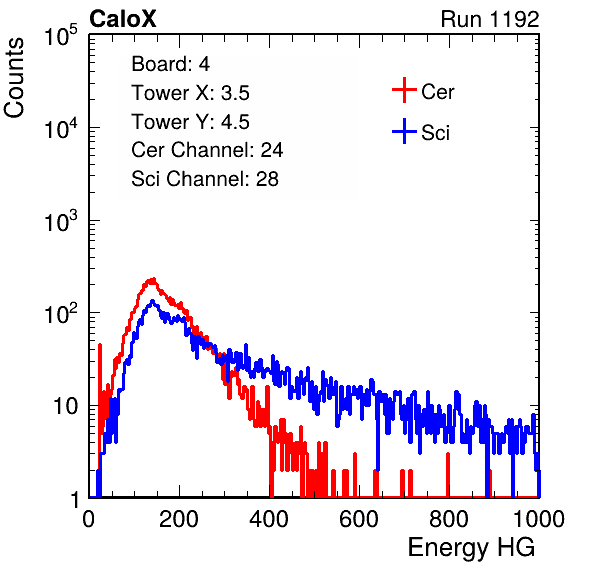 CaloX Run 1192
Counts
10^5
10^4
10^3
10^2
10
1
Board: 4
Tower X: 3.5
Tower Y: 4.5
Cer Channel: 24
Sci Channel: 28
Cer
Sci
0 200 400 600 800 1000
Energy HG